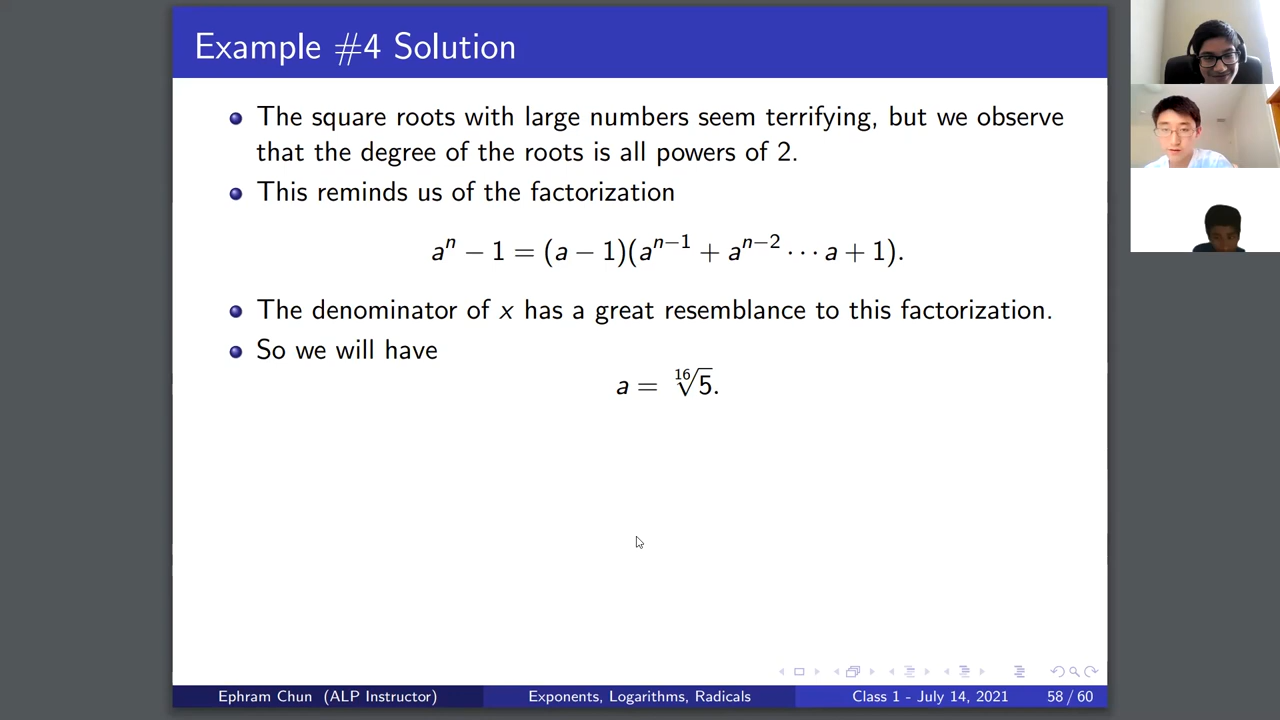 Example #4 Solution
The square roots with large numbers seem terrifying, but we observe
that the degree of the roots is all powers of 2.
This reminds us of the factorization
aⁿ − 1 = (a − 1)(aⁿ⁻¹ + aⁿ⁻² ⋯ a + 1).
The denominator of x has a great resemblance to this factorization.
So we will have
a = ¹⁶√5.
Ephram Chun (ALP Instructor) Exponents, Logarithms, Radicals Class 1 - July 14, 2021 58 / 60